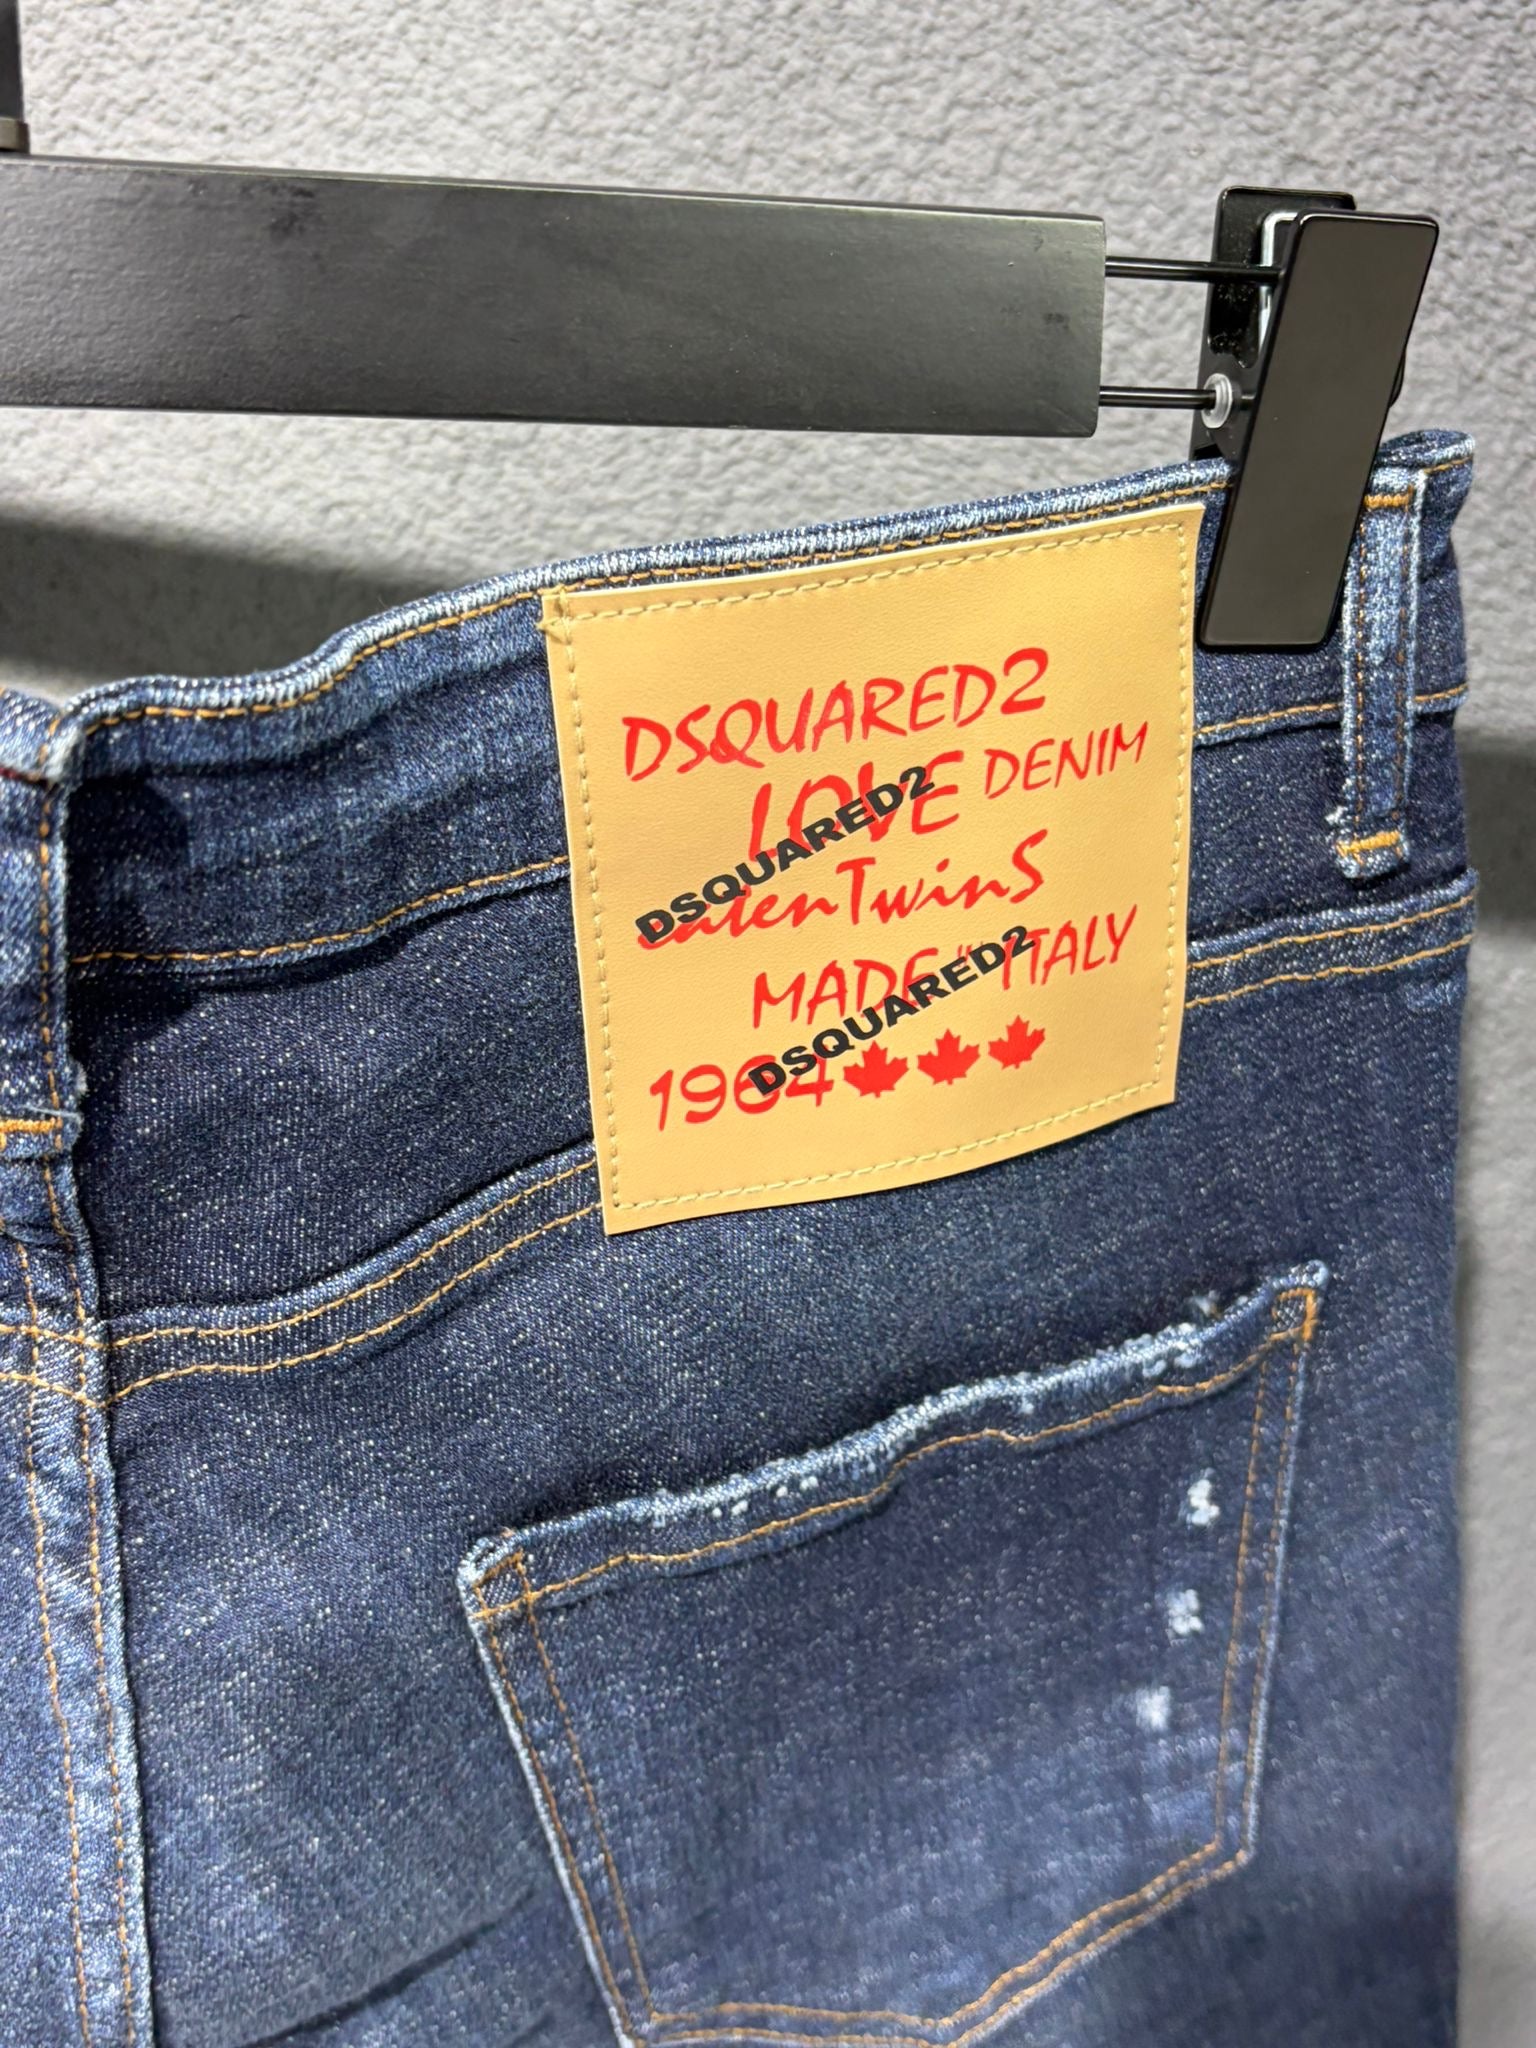 DSQUARED2
LOVE DENIM
DSQUARED2
CatenTwinS
MADE " ITALY
DSQUARED2
1964